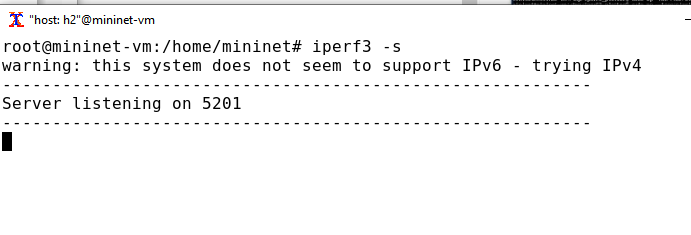 "host: h2"@mininet-vm
root@mininet-vm:/home/mininet# iperf3 -s
warning: this system does not seem to support IPv6 - trying IPv4
-----------------------------------------------------------
Server listening on 5201
-----------------------------------------------------------